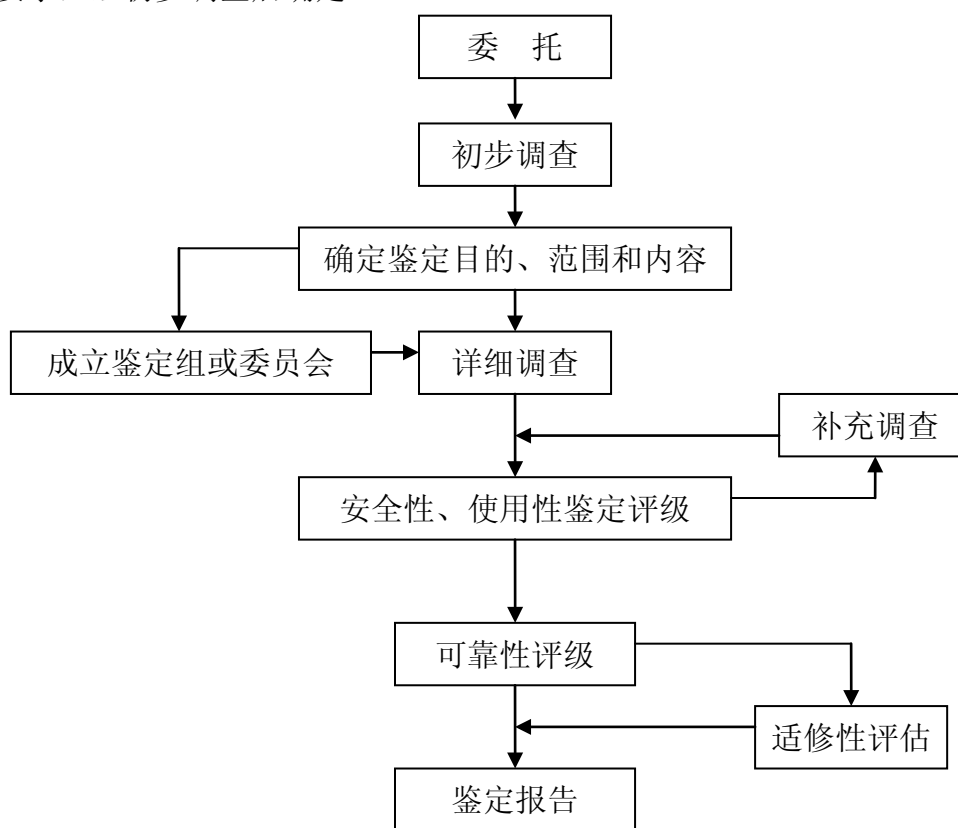 委 托
初步调查
确定鉴定目的、范围和内容
成立鉴定组或委员会
详细调查
补充调查
安全性、使用性鉴定评级
可靠性评级
适修性评估
鉴定报告